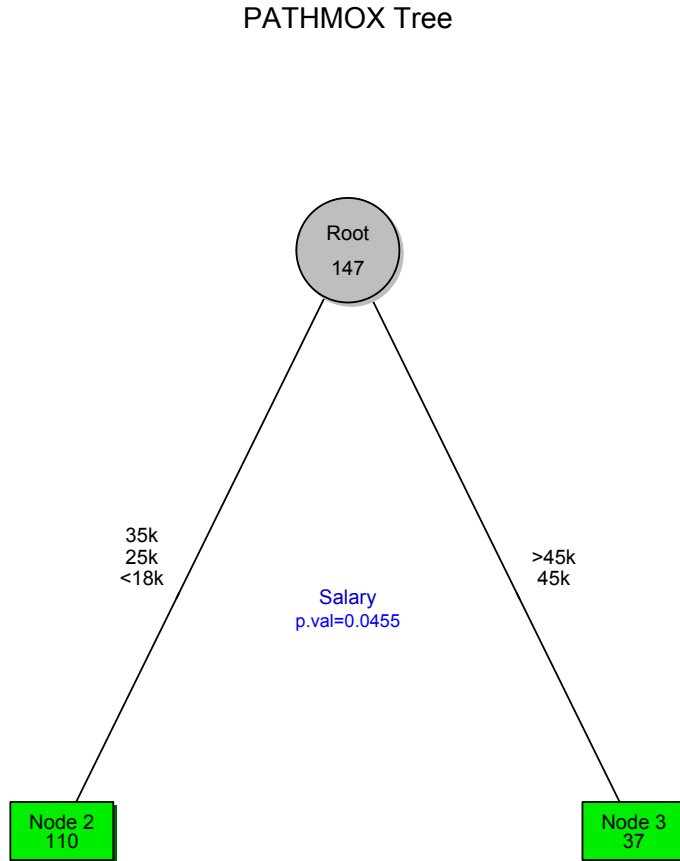 PATHMOX Tree
Root
147
35k
25k
<18k
>45k
45k
Salary
p.val=0.0455
Node 2
110
Node 3
37